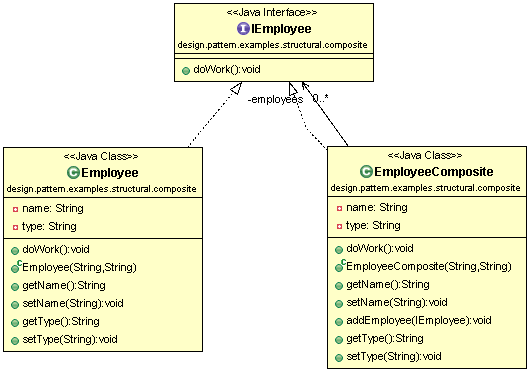 <<Java Interface>>
IEmployee
design.pattern.examples.structural.composite
doWork():void
-employees 0..*
<<Java Class>>
Employee
design.pattern.examples.structural.composite
name: String
type: String
doWork():void
Employee(String,String)
getName():String
setName(String):void
getType():String
setType(String):void
<<Java Class>>
EmployeeComposite
design.pattern.examples.structural.composite
name: String
type: String
doWork():void
EmployeeComposite(String,String)
getName():String
setName(String):void
addEmployee(IEmployee):void
getType():String
setType(String):void